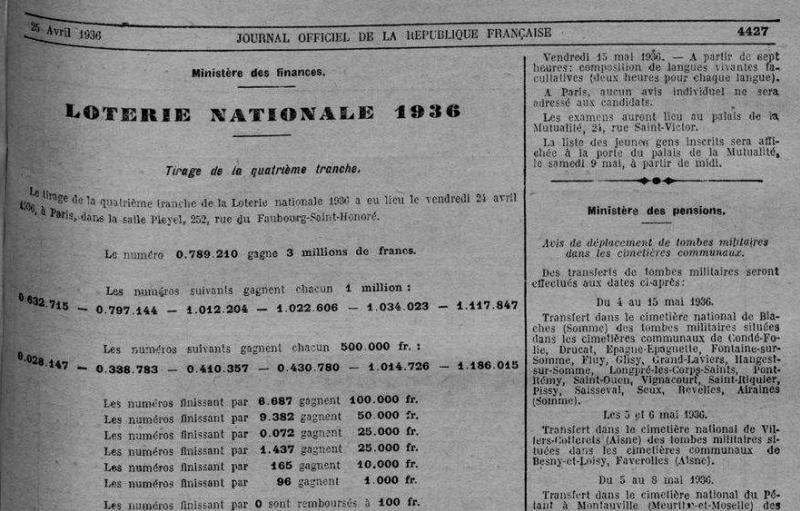 25 Avril 1936
JOURNAL OFFICIEL DE LA REPUBLIQUE FRANÇAISE
4427
Ministère des finances.
LOTERIE NATIONALE 1936
Tirage de la quatrième tranche.
Le tirage de la quatrième tranche de la Loterie nationale 1936 a eu lieu le vendredi 24 avril
1936, à Paris, dans la salle Pleyel, 252, rue du Faubourg-Saint-Honoré.
Le numéro 0.789.210 gagne 3 millions de francs.
Les numéros suivants gagnent chacun 1 million :
0.632.715 — 0.797.144 — 1.012.204 — 1.022.606 — 1.034.023 — 1.117.847
Les numéros suivants gagnent chacun 500.000 fr. :
0.028.147 — 0.338.783 — 0.410.357 — 0.430.780 — 1.014.726 — 1.186.015
Les numéros finissant par 6.687 gagnent 100.000 fr.
Les numéros finissant par 9.382 gagnent 50.000 fr.
Les numéros finissant par 0.072 gagnent 25.000 fr.
Les numéros finissant par 1.437 gagnent 25.000 fr.
Les numéros finissant par 165 gagnent 10.000 fr.
Les numéros finissant par 96 gagnent 1.000 fr.
Les numéros finissant par 0 sont remboursés à 100 fr.
Vendredi 15 mai 1936. — A partir de sept
heures: composition de langues vivantes fa-
cultatives (deux heures pour chaque langue).
A Paris, aucun avis individuel ne sera
adressé aux candidats.
Les examens auront lieu au palais de la
Mutualité, 24, rue Saint-Victor.
La liste des jeunes gens inscrits sera affi-
chée à la porte du palais de la Mutualité,
le samedi 9 mai, à partir de midi.
Ministère des pensions.
Avis de déplacement de tombes militaires
dans les cimetières communaux.
Des transferts de tombes militaires seront
effectués aux dates ci-après:
Du 4 au 15 mai 1936.
Transfert dans le cimetière national de Bla-
ches (Somme) des tombes militaires situées
dans les cimetières communaux de Condé-Fo-
lie, Drucat, Epagne-Epagnette, Fontaine-sur-
Somme, Fluy, Glisy, Grand-Laviers, Hangest-
sur-Somme, Longpré-les-Corps-Saints, Pont-
Rémy, Saint-Ouen, Vignacourt, Saint-Riquier,
Pissy, Saisseval, Seux, Revelles, Airaines
(Somme).
Les 5 et 6 mai 1936.
Transfert dans le cimetière national de Vil-
lers-Cotterets (Aisne) des tombes militaires si-
tuées dans les cimetières communaux de
Besny-et-Loisy, Faverolles (Aisne).
Du 5 au 8 mai 1936.
Transfert dans le cimetière national du Pé-
tant à Montauville (Meurthe-et-Moselle) des